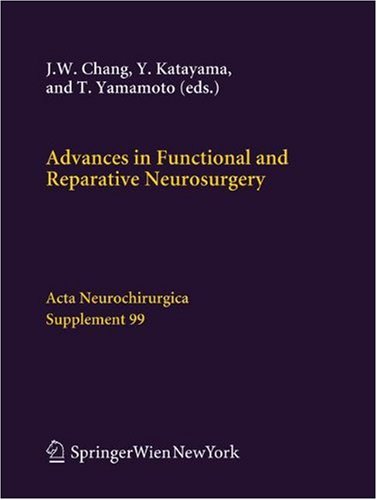 J.W. Chang, Y. Katayama,
and T. Yamamoto (eds.)
Advances in Functional and
Reparative Neurosurgery
Acta Neurochirurgica
Supplement 99
SpringerWienNewYork